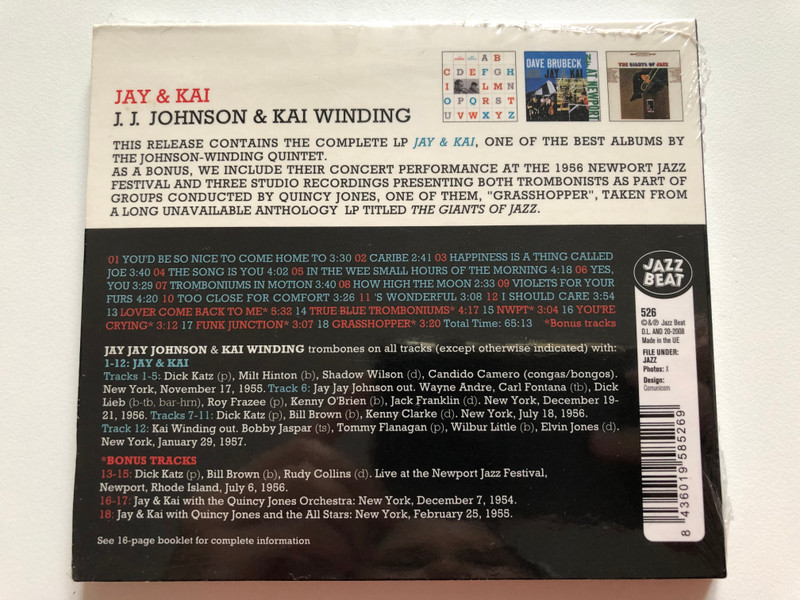 A B
C D E F G H
I L M N
O P Q R S T
U V W X Y Z
DAVE BRUBECK
JAY KAI
AT NEWPORT
THE GIANTS OF JAZZ
JAY & KAI
J. J. JOHNSON & KAI WINDING
THIS RELEASE CONTAINS THE COMPLETE LP JAY & KAI, ONE OF THE BEST ALBUMS BY
THE JOHNSON-WINDING QUINTET.
AS A BONUS, WE INCLUDE THEIR CONCERT PERFORMANCE AT THE 1956 NEWPORT JAZZ
FESTIVAL AND THREE STUDIO RECORDINGS PRESENTING BOTH TROMBONISTS AS PART OF
GROUPS CONDUCTED BY QUINCY JONES, ONE OF THEM, "GRASSHOPPER", TAKEN FROM
A LONG UNAVAILABLE ANTHOLOGY LP TITLED THE GIANTS OF JAZZ.
01 YOU'D BE SO NICE TO COME HOME TO 3:30 02 CARIBE 2:41 03 HAPPINESS IS A THING CALLED
JOE 3:40 04 THE SONG IS YOU 4:02 05 IN THE WEE SMALL HOURS OF THE MORNING 4:18 06 YES,
YOU 3:29 07 TROMBONIUMS IN MOTION 3:40 08 HOW HIGH THE MOON 2:33 09 VIOLETS FOR YOUR
FURS 4:20 10 TOO CLOSE FOR COMFORT 3:26 11 'S WONDERFUL 3:08 12 I SHOULD CARE 3:54
13 LOVER COME BACK TO ME* 5:32 14 TRUE BLUE TROMBONIUMS* 4:17 15 NWPT* 3:04 16 YOU'RE
CRYING* 3:12 17 FUNK JUNCTION* 3:07 18 GRASSHOPPER* 3:20 Total Time: 65:13 *Bonus tracks
JAY JAY JOHNSON & KAI WINDING trombones on all tracks (except otherwise indicated) with:
1-12: JAY & KAI
Tracks 1-5: Dick Katz (p), Milt Hinton (b), Shadow Wilson (d), Candido Camero (congas/bongos).
New York, November 17, 1955. Track 6: Jay Jay Johnson out. Wayne Andre, Carl Fontana (tb), Dick
Lieb (b-tb, bar-hrn), Roy Frazee (p), Kenny O'Brien (b), Jack Franklin (d). New York, December 19-
21, 1956. Tracks 7-11: Dick Katz (p), Bill Brown (b), Kenny Clarke (d). New York, July 18, 1956.
Track 12: Kai Winding out. Bobby Jaspar (ts), Tommy Flanagan (p), Wilbur Little (b), Elvin Jones (d).
New York, January 29, 1957.
*BONUS TRACKS
13-15: Dick Katz (p), Bill Brown (b), Rudy Collins (d). Live at the Newport Jazz Festival,
Newport, Rhode Island, July 6, 1956.
16-17: Jay & Kai with the Quincy Jones Orchestra: New York, December 7, 1954.
18: Jay & Kai with Quincy Jones and the All Stars: New York, February 25, 1955.
See 16-page booklet for complete information
JAZZ
BEAT
526
©&℗ Jazz Beat
D.L. AND 20-2008
Made in the UE
FILE UNDER:
JAZZ
Photos: X
Design:
Comunicom
8 436019 585269